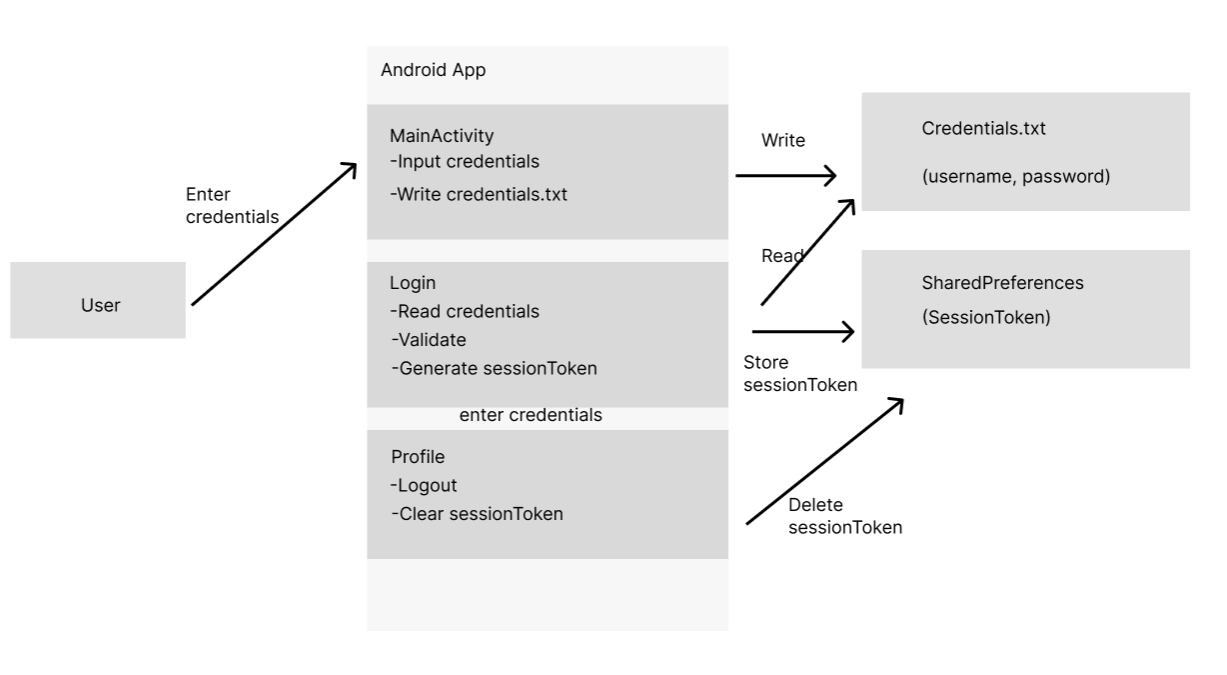 Android App
MainActivity
-Input credentials
-Write credentials.txt
Write
Credentials.txt
(username, password)
Enter
credentials
User
Login
-Read credentials
-Validate
-Generate sessionToken
Read
SharedPreferences
(SessionToken)
Store
sessionToken
enter credentials
Profile
-Logout
-Clear sessionToken
Delete
sessionToken